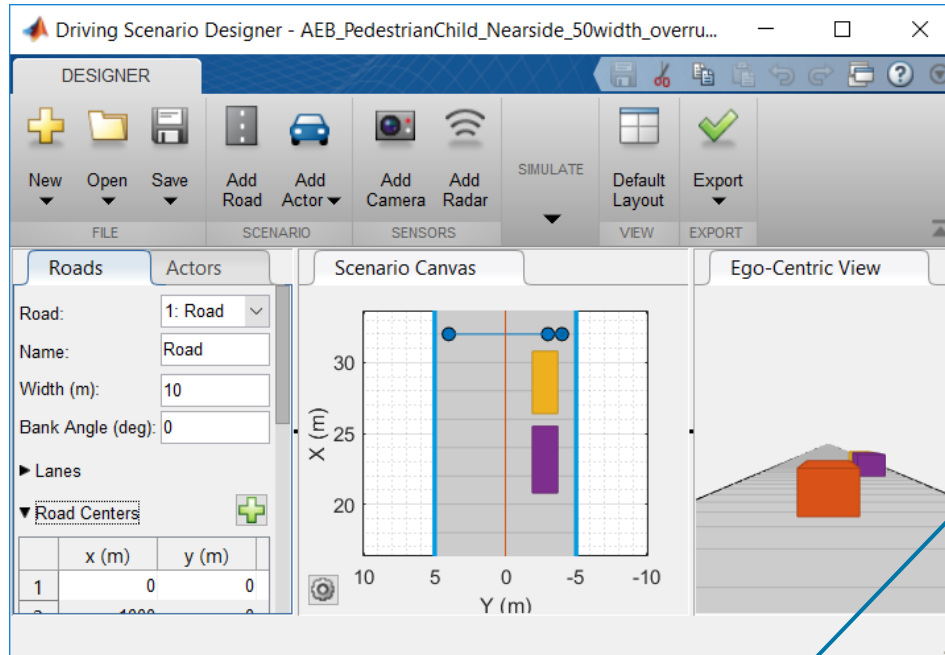 Driving Scenario Designer - AEB_PedestrianChild_Nearside_50width_overru...
DESIGNER
New
Open
Save
Add Road
Add Actor
Add Camera
Add Radar
SIMULATE
Default Layout
Export
FILE
SCENARIO
SENSORS
VIEW
EXPORT
Roads
Actors
Road:
1: Road
Name:
Road
Width (m):
10
Bank Angle (deg):
0
Lanes
Road Centers
x (m)
y (m)
1
0
0
Scenario Canvas
X (m)
30
25
20
10
5
0
-5
-10
Y (m)
Ego-Centric View